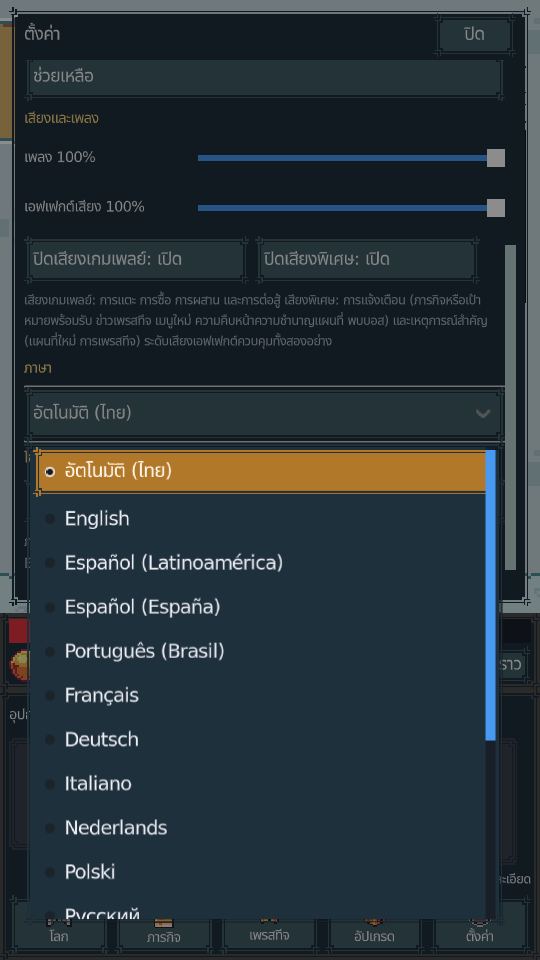 ตั้งค่า
ปิด
ช่วยเหลือ
เสียงและเพลง
เพลง 100%
เอฟเฟกต์เสียง 100%
ปิดเสียงเกมเพลย์: เปิด
ปิดเสียงพิเศษ: เปิด
เสียงเกมเพลย์: การแตะ การซื้อ การผสาน และการต่อสู้ เสียงพิเศษ: การแจ้งเตือน (ภารกิจหรือเป้า
หมายพร้อมรับ ข่าวเพรสทีจ เมนูใหม่ ความคืบหน้าความชำนาญแผนที่ พบบอส) และเหตุการณ์สำคัญ
(แผนที่ใหม่ การเพรสทีจ) ระดับเสียงเอฟเฟกต์ควบคุมทั้งสองอย่าง
ภาษา
อัตโนมัติ (ไทย)
อัตโนมัติ (ไทย)
English
Español (Latinoamérica)
Español (España)
Português (Brasil)
Français
Deutsch
Italiano
Nederlands
Polski
Русский
โลก
ภารกิจ
เพรสทีจ
อัปเกรด
ตั้งค่า